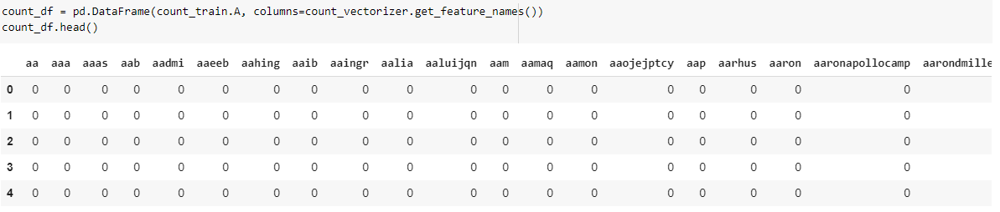 count_df = pd.DataFrame(count_train.A, columns=count_vectorizer.get_feature_names())
count_df.head()
aa aaa aaas aab aadmi aaeeb aahing aaib aaingr aalia aaluijqn aam aamaq aamon aaojejptcy aap aarhus aaron aaronapollocamp aarondmille
0 0 0 0 0 0 0 0 0 0 0 0 0 0 0 0 0 0 0 0
1 0 0 0 0 0 0 0 0 0 0 0 0 0 0 0 0 0 0 0
2 0 0 0 0 0 0 0 0 0 0 0 0 0 0 0 0 0 0 0
3 0 0 0 0 0 0 0 0 0 0 0 0 0 0 0 0 0 0 0
4 0 0 0 0 0 0 0 0 0 0 0 0 0 0 0 0 0 0 0